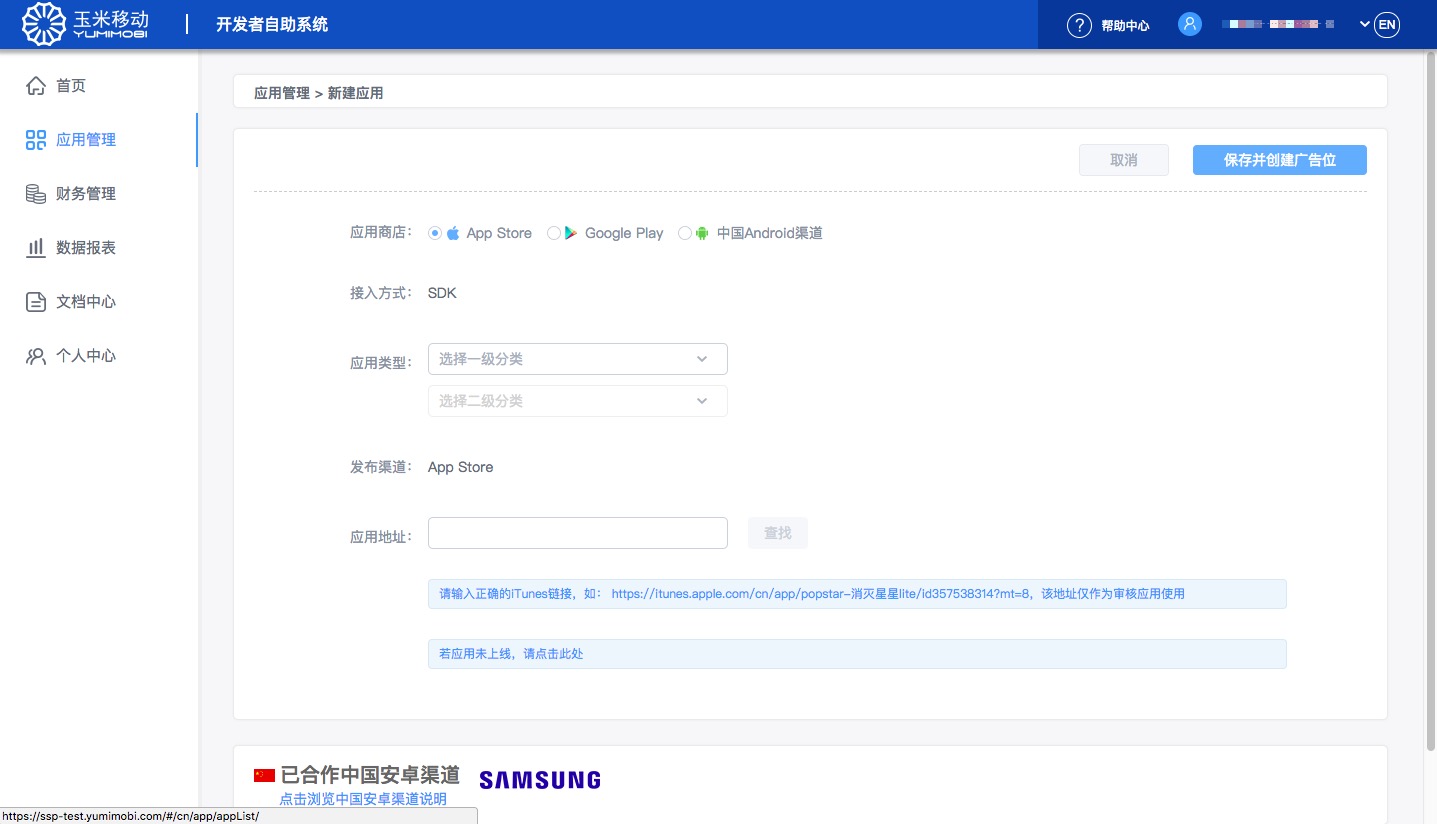 玉米移动
YUMIMOBI
开发者自助系统
?
帮助中心
EN
首页
应用管理
财务管理
数据报表
文档中心
个人中心
应用管理 > 新建应用
取消
保存并创建广告位
应用商店: App Store Google Play 中国Android渠道
接入方式: SDK
应用类型: 选择一级分类
选择二级分类
发布渠道: App Store
应用地址: 查找
请输入正确的iTunes链接，如： https://itunes.apple.com/cn/app/popstar-消灭星星lite/id357538314?mt=8，该地址仅作为审核应用使用
若应用未上线，请点击此处
已合作中国安卓渠道
点击浏览中国安卓渠道说明
SAMSUNG
https://ssp-test.yumimobi.com/#/cn/app/appList/